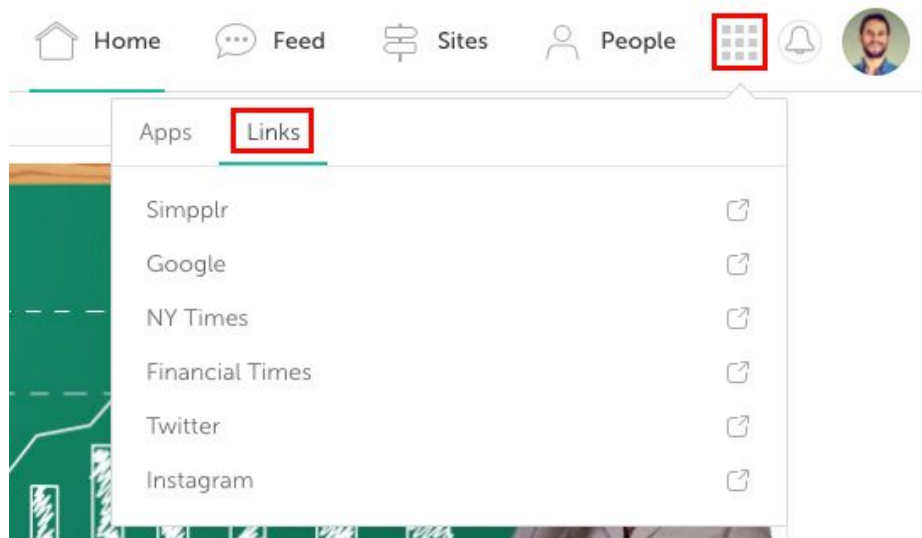 Home Feed Sites People
Apps Links
Simpplr
Google
NY Times
Financial Times
Twitter
Instagram